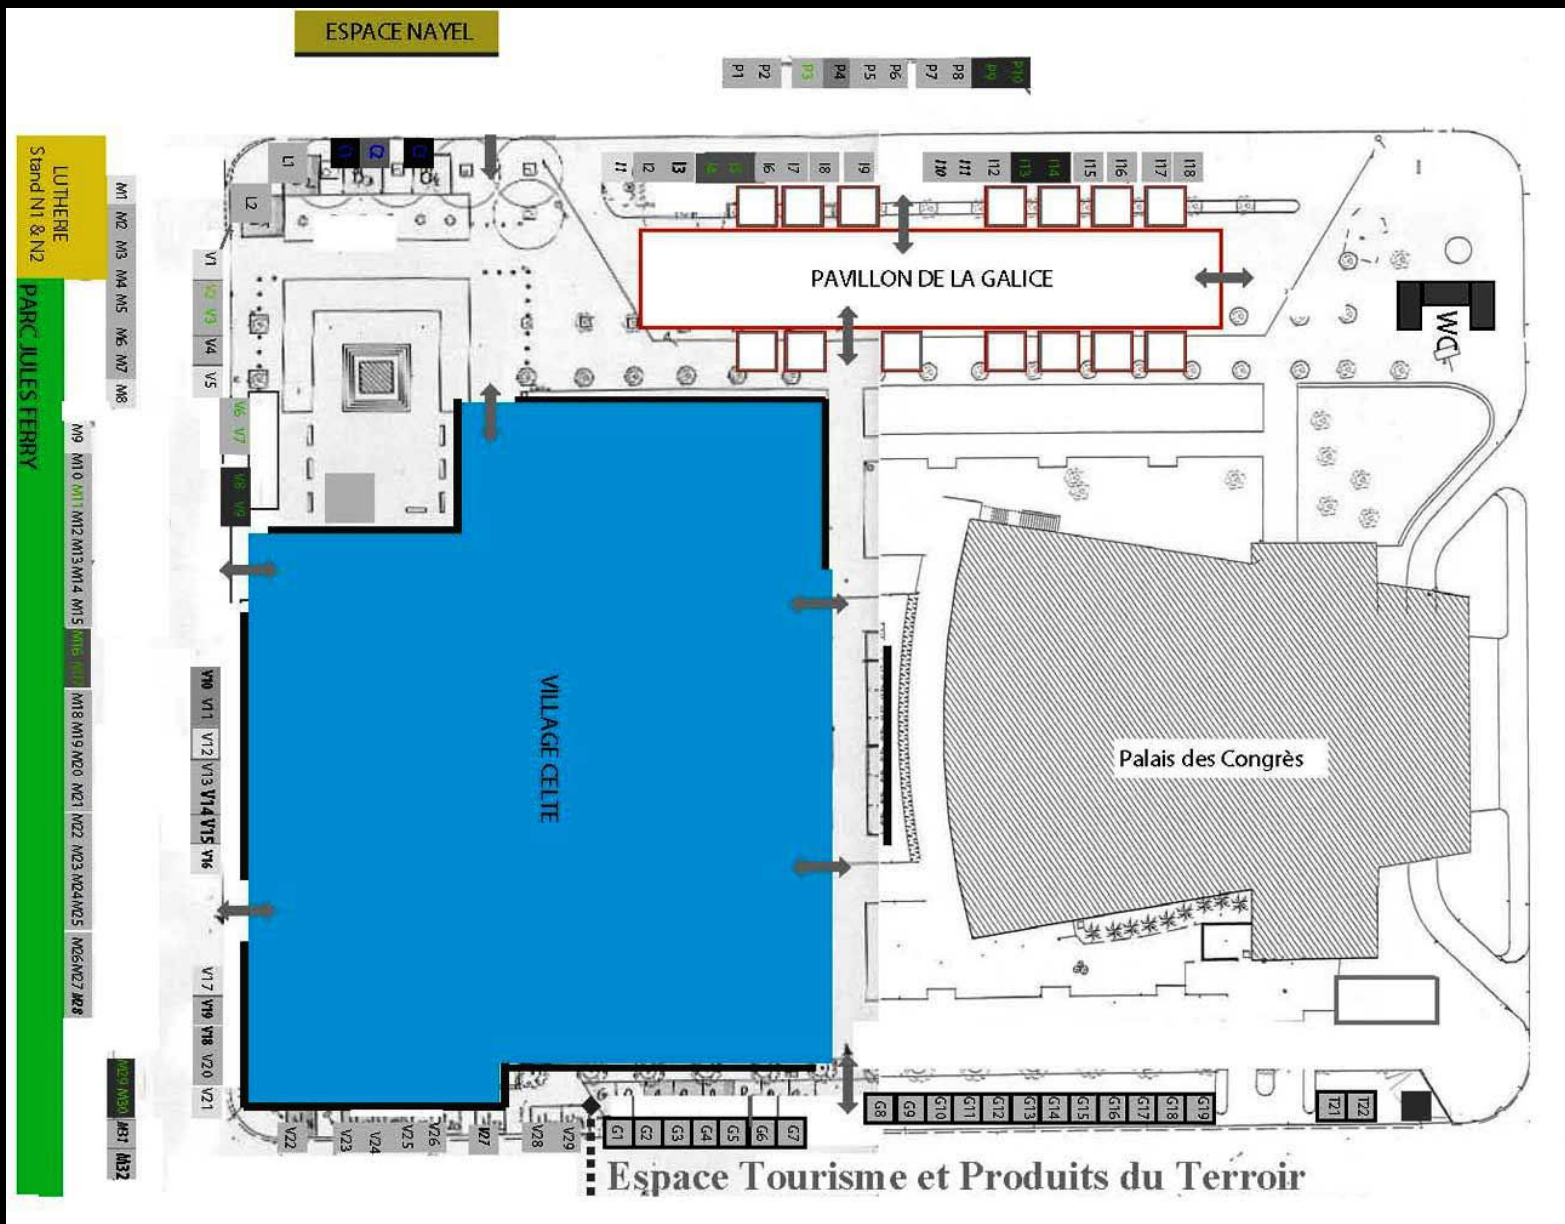 ESPACE NAYEL
P1 P2 P3 P4 P5 P6 P7 P8 P9 P10
LUTHERIE
Stand N1 & N2
PARC JULES FERRY
M1 M2 M3 M4 M5 M6 M7 M8
M9 M10 M11 M12 M13 M14 M15 M16 M17 M18 M19 M20 M21 M22 M23 M24 M25 M26 M27 M28
M29 M30 M31 M32
L1
L2
C2
I1 I2 I3 I4 I5 I6 I7 I8 I9 I10 I11 I12 I13 I14 I15 I16 I17 I18
PAVILLON DE LA GALICE
WC
V1 V2 V3 V4 V5
V6 V7
V8 V9
V10 V11 V12 V13 V14 V15 V16
V17 V19 V18 V20 V21
VILLAGE CELTE
Palais des Congrès
V22 V23 V24 V25 V26 V27 V28 V29
G1 G2 G3 G4 G5 G6 G7
G8 G9 G10 G11 G12 G13 G14 G15 G16 G17 G18 G19
T21 T22
Espace Tourisme et Produits du Terroir